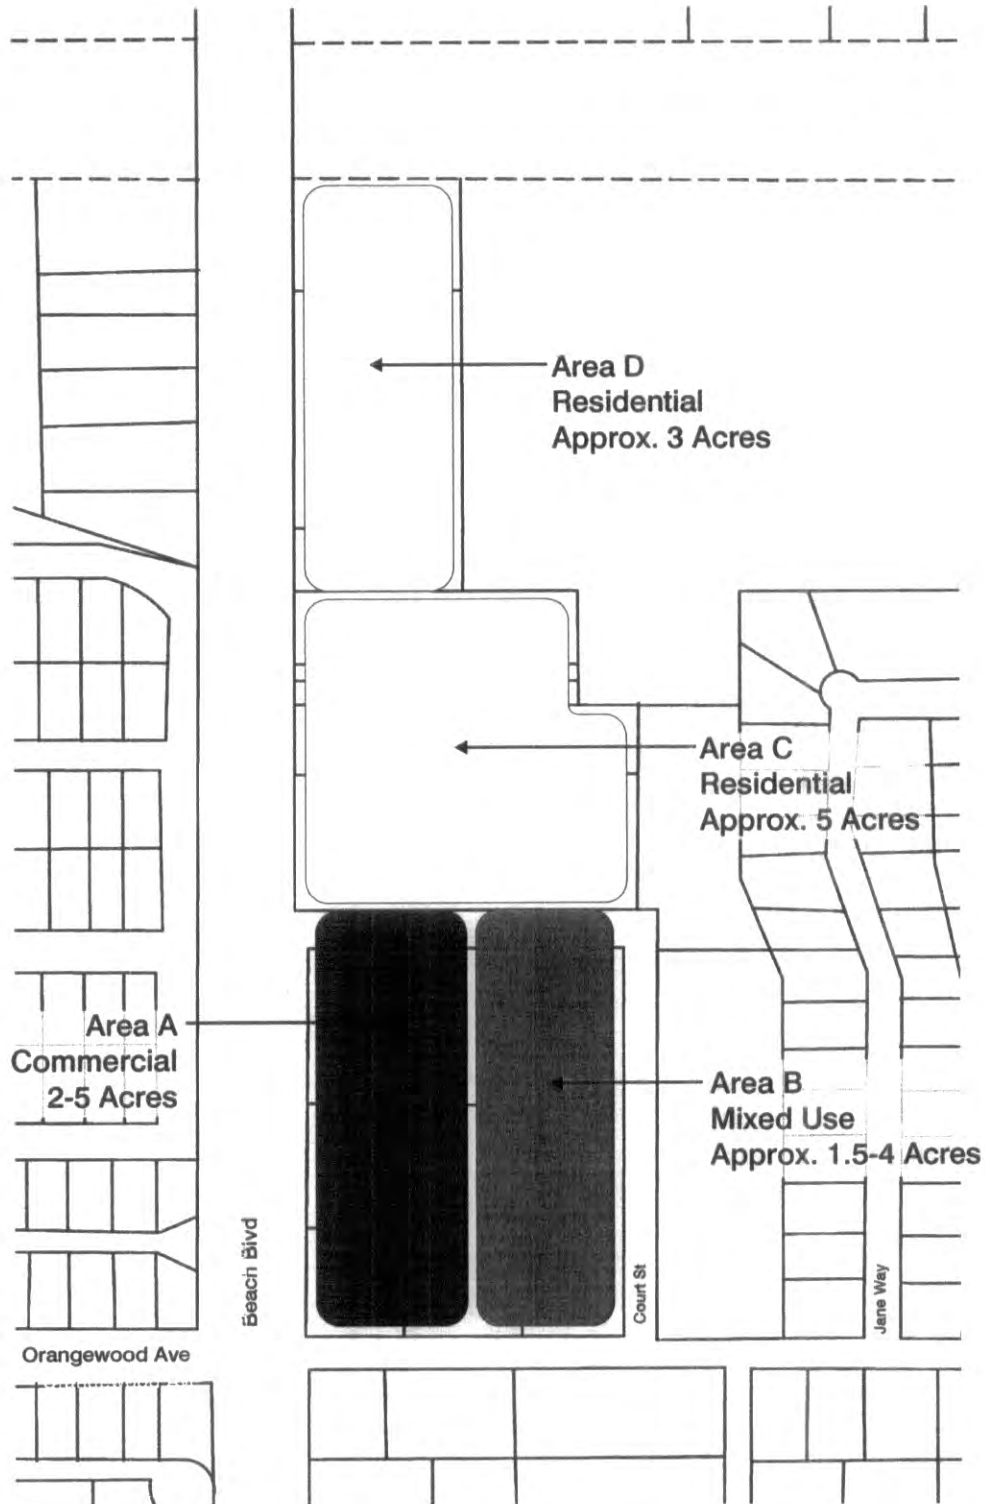 Area D
Residential
Approx. 3 Acres
Area C
Residential
Approx. 5 Acres
Area A
Commercial
2-5 Acres
Area B
Mixed Use
Approx. 1.5-4 Acres
Beach Blvd
Court St
Jane Way
Orangewood Ave